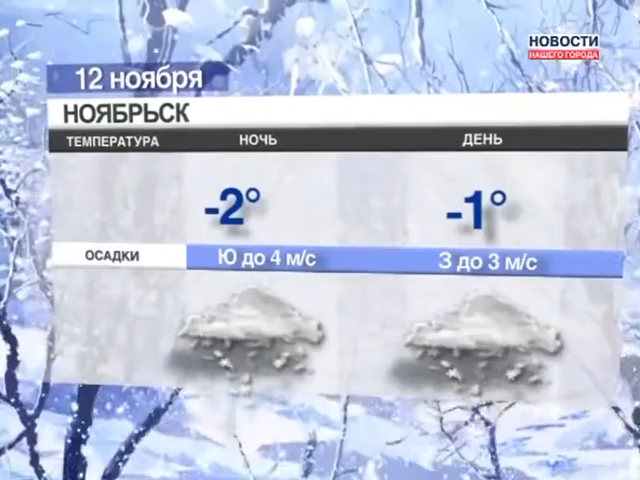 НОВОСТИ
НАШЕГО ГОРОДА
12 ноября
НОЯБРЬСК
ТЕМПЕРАТУРА НОЧЬ ДЕНЬ
-2° -1°
ОСАДКИ Ю до 4 м/с З до 3 м/с